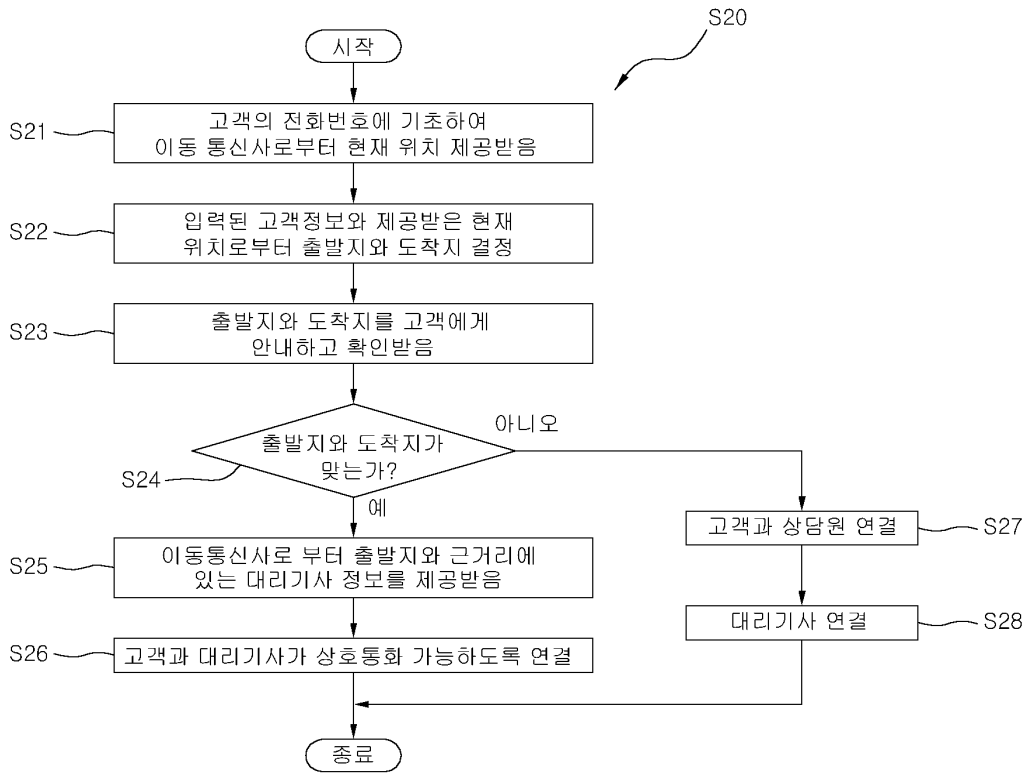 S20
시작
S21
고객의 전화번호에 기초하여
이동 통신사로부터 현재 위치 제공받음
S22
입력된 고객정보와 제공받은 현재
위치로부터 출발지와 도착지 결정
S23
출발지와 도착지를 고객에게
안내하고 확인받음
아니오
출발지와 도착지가
맞는가?
S24
예
S27
고객과 상담원 연결
S25
이동통신사로 부터 출발지와 근거리에
있는 대리기사 정보를 제공받음
S28
대리기사 연결
S26
고객과 대리기사가 상호통화 가능하도록 연결
종료